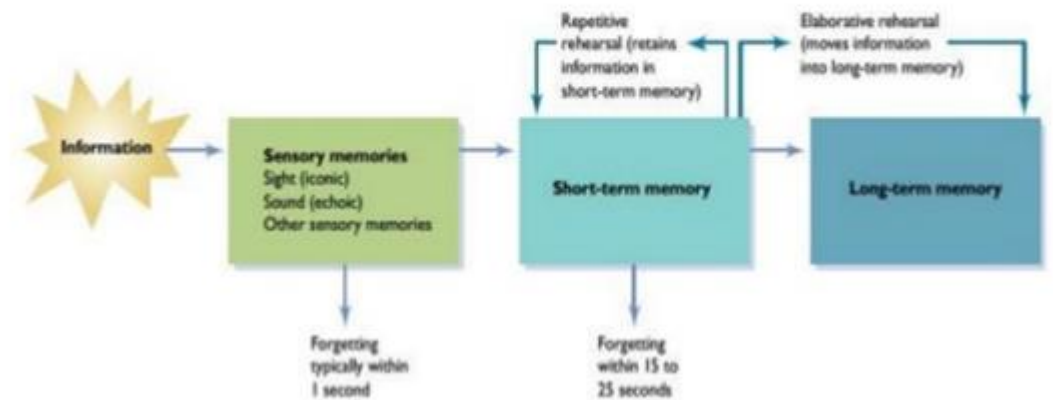 Repetitive
rehearsal (retains
information in
short-term memory)
Elaborative rehearsal
(moves information
into long-term memory)
Information
Sensory memories
Sight (iconic)
Sound (echoic)
Other sensory memories
Short-term memory
Long-term memory
Forgetting
typically within
1 second
Forgetting
within 15 to
25 seconds